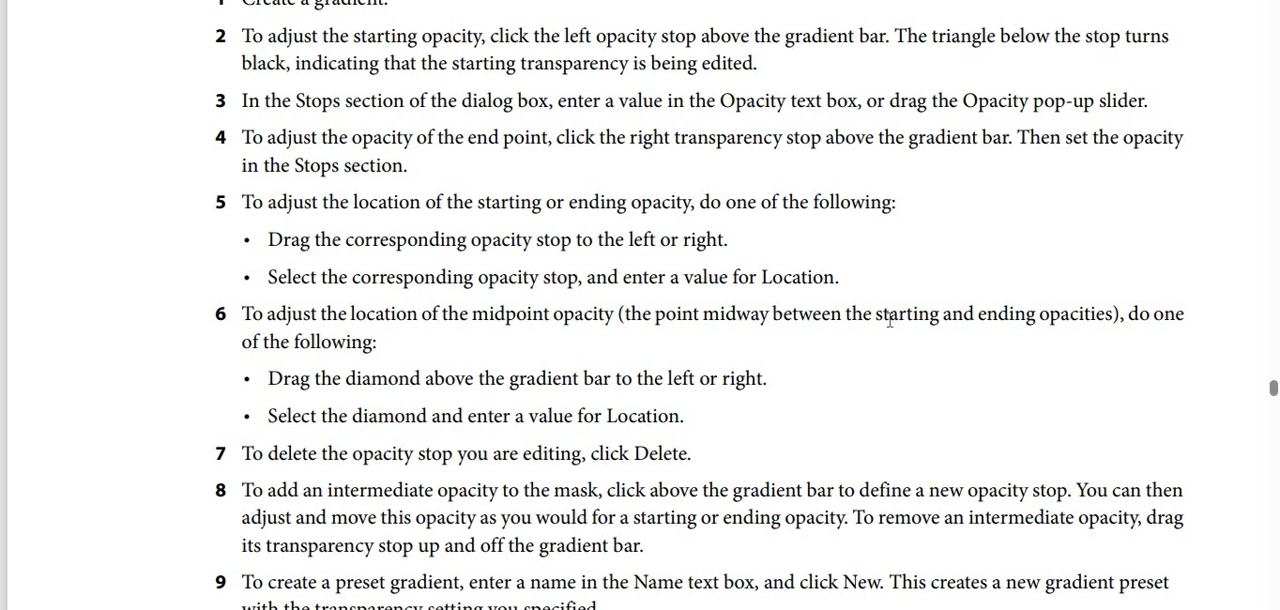 1 Create a gradient.
2 To adjust the starting opacity, click the left opacity stop above the gradient bar. The triangle below the stop turns
black, indicating that the starting transparency is being edited.
3 In the Stops section of the dialog box, enter a value in the Opacity text box, or drag the Opacity pop-up slider.
4 To adjust the opacity of the end point, click the right transparency stop above the gradient bar. Then set the opacity
in the Stops section.
5 To adjust the location of the starting or ending opacity, do one of the following:
• Drag the corresponding opacity stop to the left or right.
• Select the corresponding opacity stop, and enter a value for Location.
6 To adjust the location of the midpoint opacity (the point midway between the starting and ending opacities), do one
of the following:
• Drag the diamond above the gradient bar to the left or right.
• Select the diamond and enter a value for Location.
7 To delete the opacity stop you are editing, click Delete.
8 To add an intermediate opacity to the mask, click above the gradient bar to define a new opacity stop. You can then
adjust and move this opacity as you would for a starting or ending opacity. To remove an intermediate opacity, drag
its transparency stop up and off the gradient bar.
9 To create a preset gradient, enter a name in the Name text box, and click New. This creates a new gradient preset
with the transparency setting you specified.